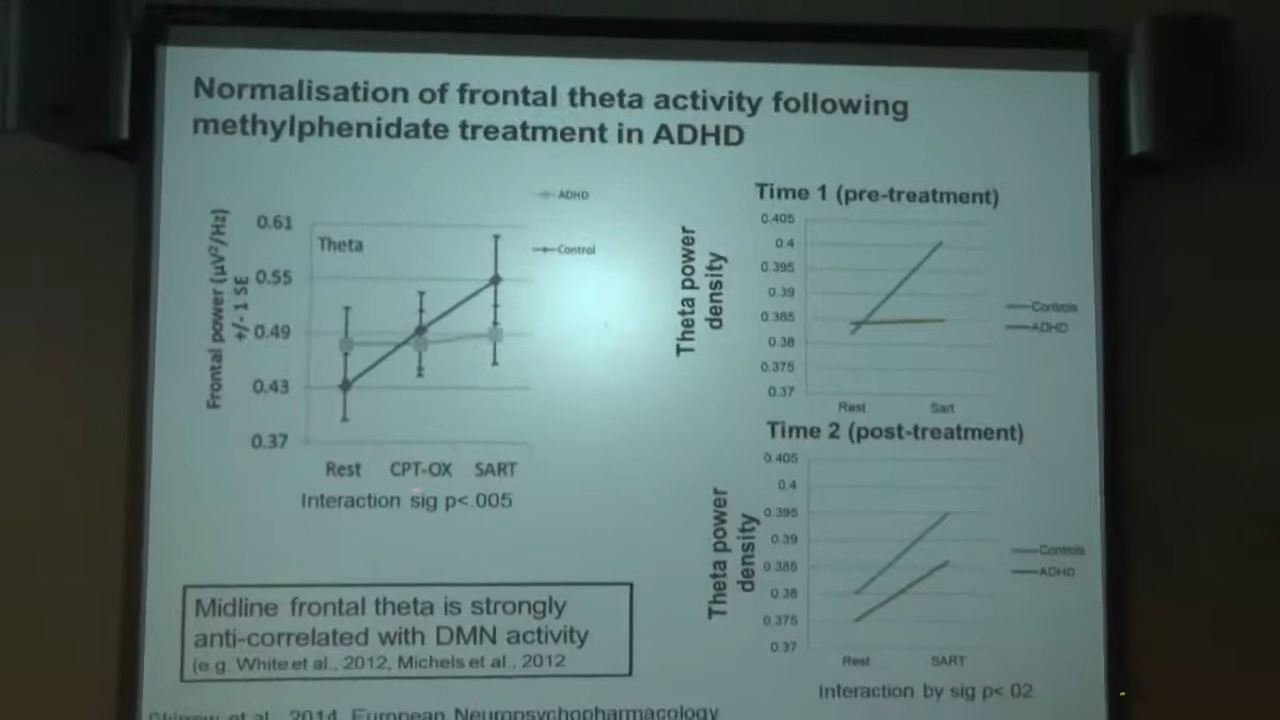 Normalisation of frontal theta activity following
methylphenidate treatment in ADHD
ADHD
Control
Theta
Frontal power (µV²/Hz)
+/- 1 SE
0.61
0.55
0.49
0.43
0.37
Rest CPT-OX SART
Interaction sig p<.005
Midline frontal theta is strongly
anti-correlated with DMN activity
(e.g. White et al., 2012, Michels et al., 2012
Time 1 (pre-treatment)
Theta power
density
0.405
0.4
0.395
0.39
0.385
0.38
0.375
0.37
Rest Sart
Controls
ADHD
Time 2 (post-treatment)
Theta power
density
0.405
0.4
0.395
0.39
0.385
0.38
0.375
0.37
Rest SART
Controls
ADHD
Interaction by sig p< 02
et al., 2014, European Neuropsychopharmacology